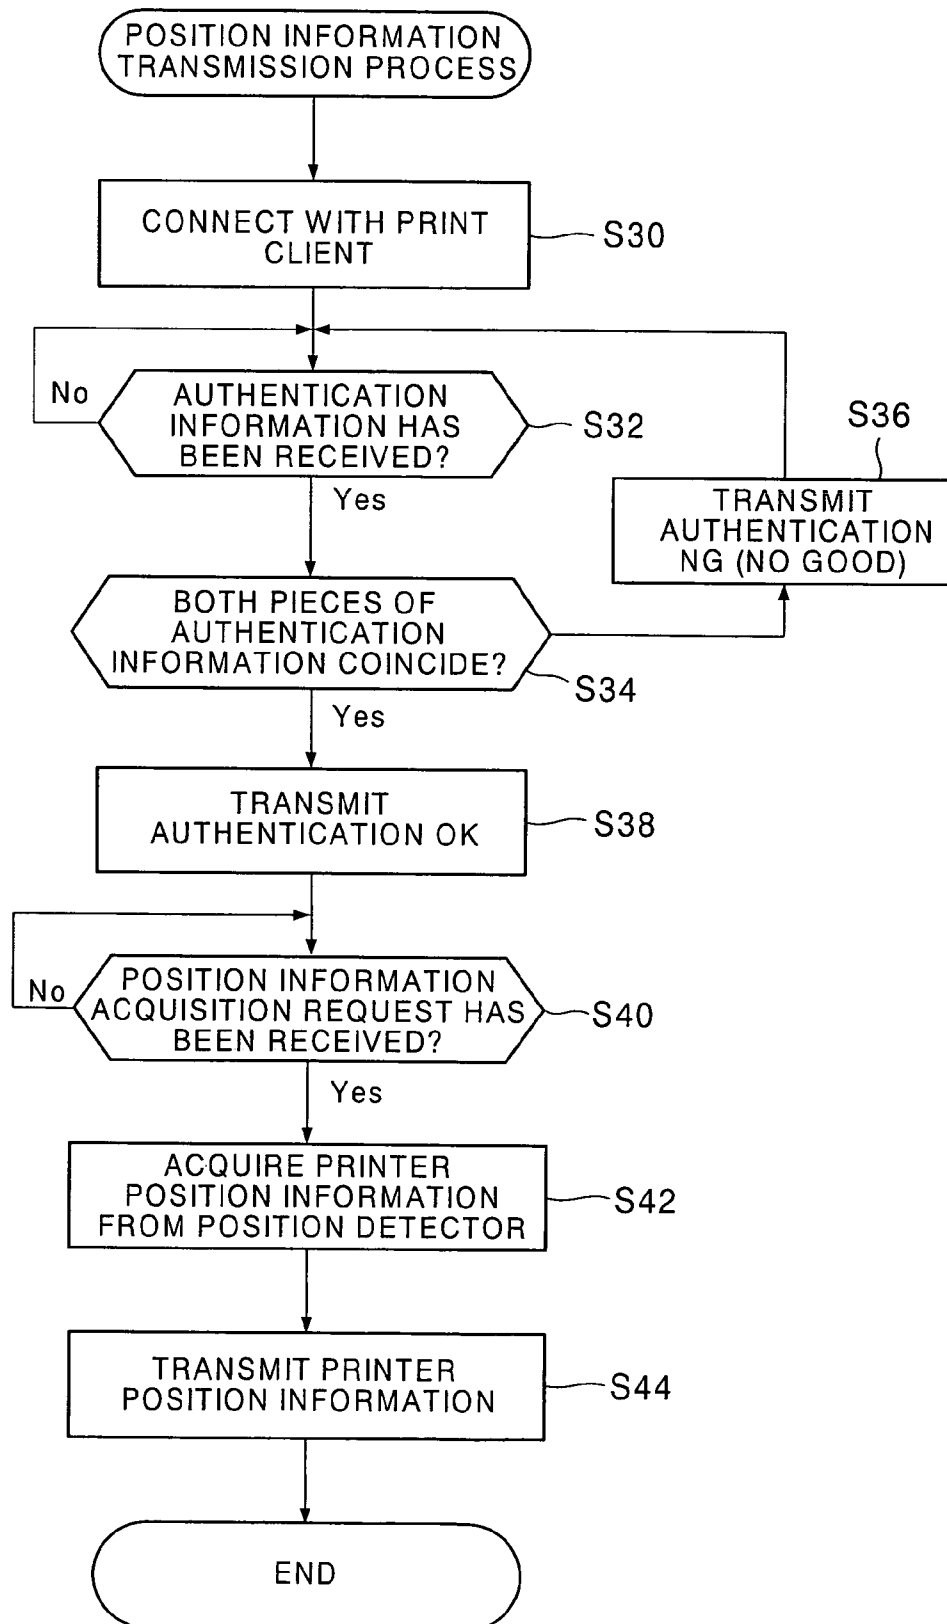 POSITION INFORMATION
TRANSMISSION PROCESS
CONNECT WITH PRINT
CLIENT
S30
No
AUTHENTICATION
INFORMATION HAS
BEEN RECEIVED?
S32
S36
TRANSMIT
AUTHENTICATION
NG (NO GOOD)
Yes
BOTH PIECES OF
AUTHENTICATION
INFORMATION COINCIDE?
S34
Yes
TRANSMIT
AUTHENTICATION OK
S38
No
POSITION INFORMATION
ACQUISITION REQUEST HAS
BEEN RECEIVED?
S40
Yes
ACQUIRE PRINTER
POSITION INFORMATION
FROM POSITION DETECTOR
S42
TRANSMIT PRINTER
POSITION INFORMATION
S44
END